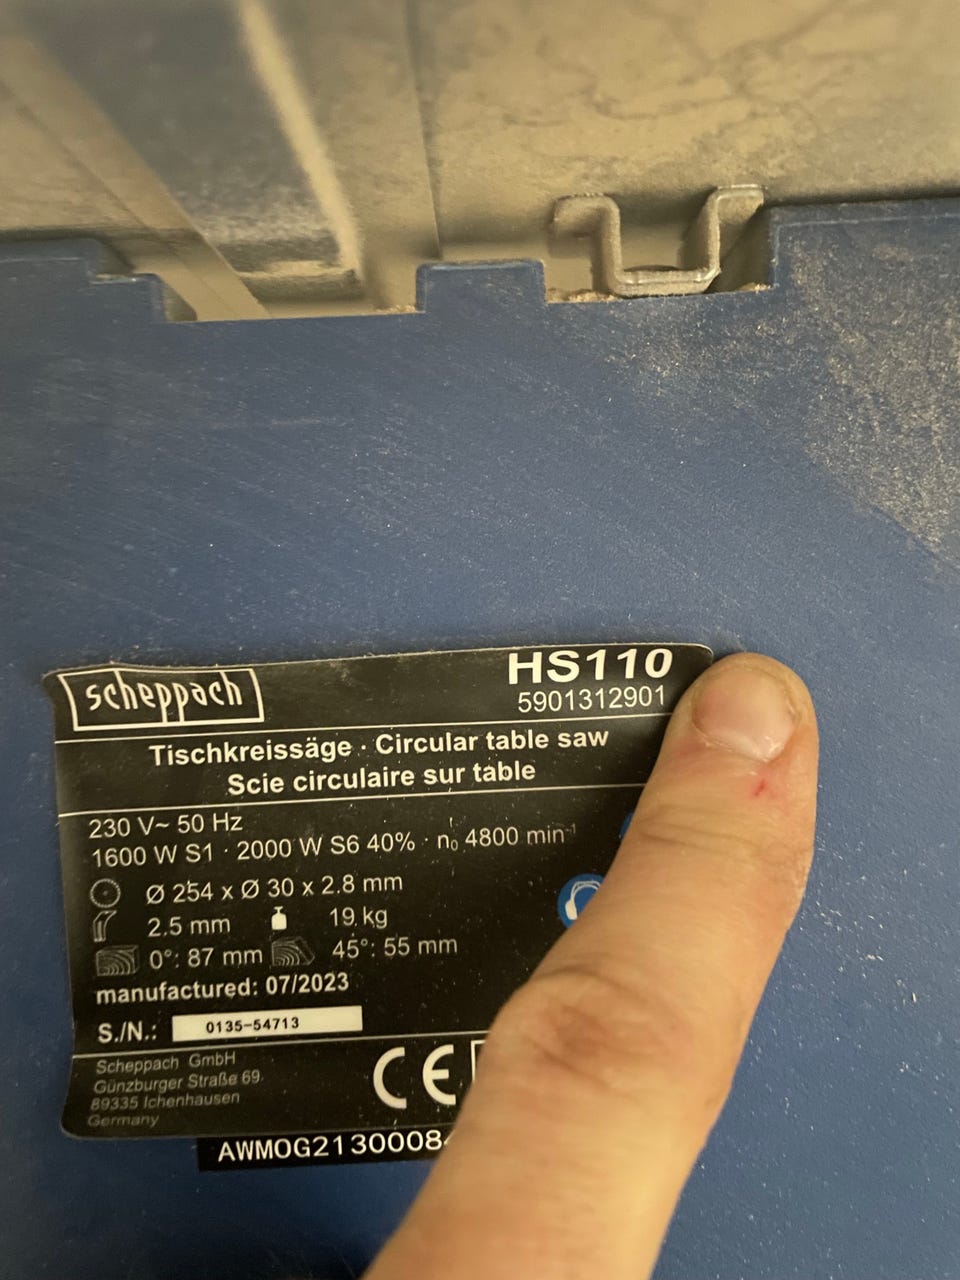 scheppach
HS110
5901312901
Tischkreissäge · Circular table saw
Scie circulaire sur table
230 V~ 50 Hz
1600 W S1 · 2000 W S6 40% · n₀ 4800 min⁻¹
Ø 254 x Ø 30 x 2.8 mm
2.5 mm 19 kg
0°: 87 mm 45°: 55 mm
manufactured: 07/2023
S./N.: 0135-54713
Scheppach GmbH
Günzburger Straße 69
89335 Ichenhausen
Germany
CE